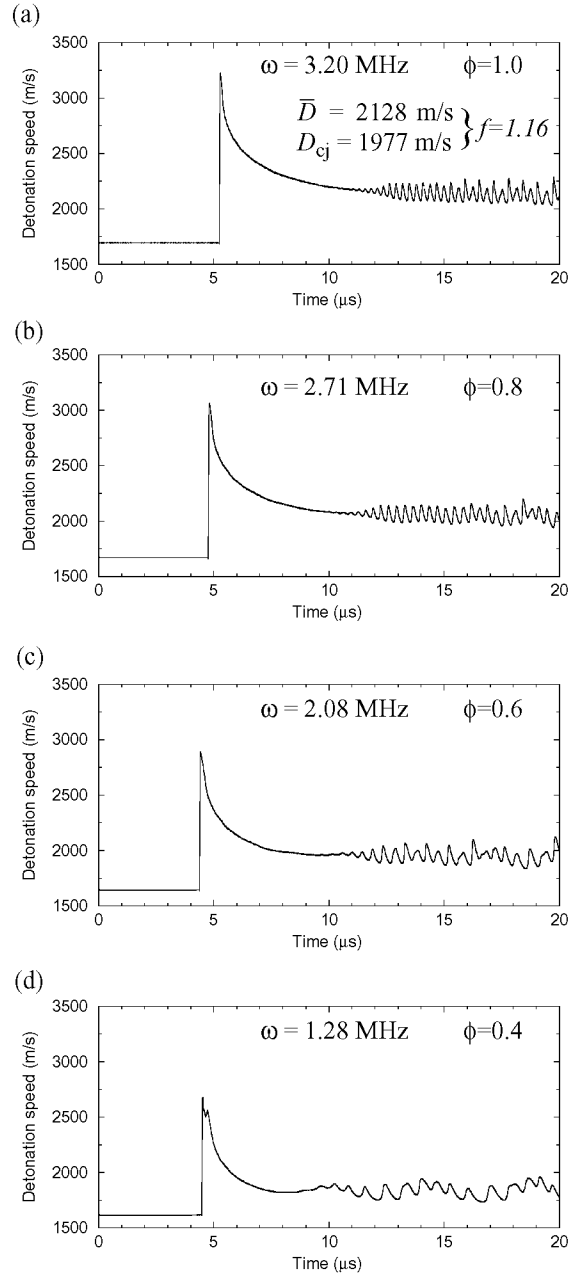 (a)
3500
3000
2500
2000
1500
Detonation speed (m/s)
ω = 3.20 MHz ϕ=1.0
D̅ = 2128 m/s
D_cj = 1977 m/s
} f=1.16
0 5 10 15 20
Time (μs)
(b)
3500
3000
2500
2000
1500
Detonation speed (m/s)
ω = 2.71 MHz ϕ=0.8
0 5 10 15 20
Time (μs)
(c)
3500
3000
2500
2000
1500
Detonation speed (m/s)
ω = 2.08 MHz ϕ=0.6
0 5 10 15 20
Time (μs)
(d)
3500
3000
2500
2000
1500
Detonation speed (m/s)
ω = 1.28 MHz ϕ=0.4
0 5 10 15 20
Time (μs)